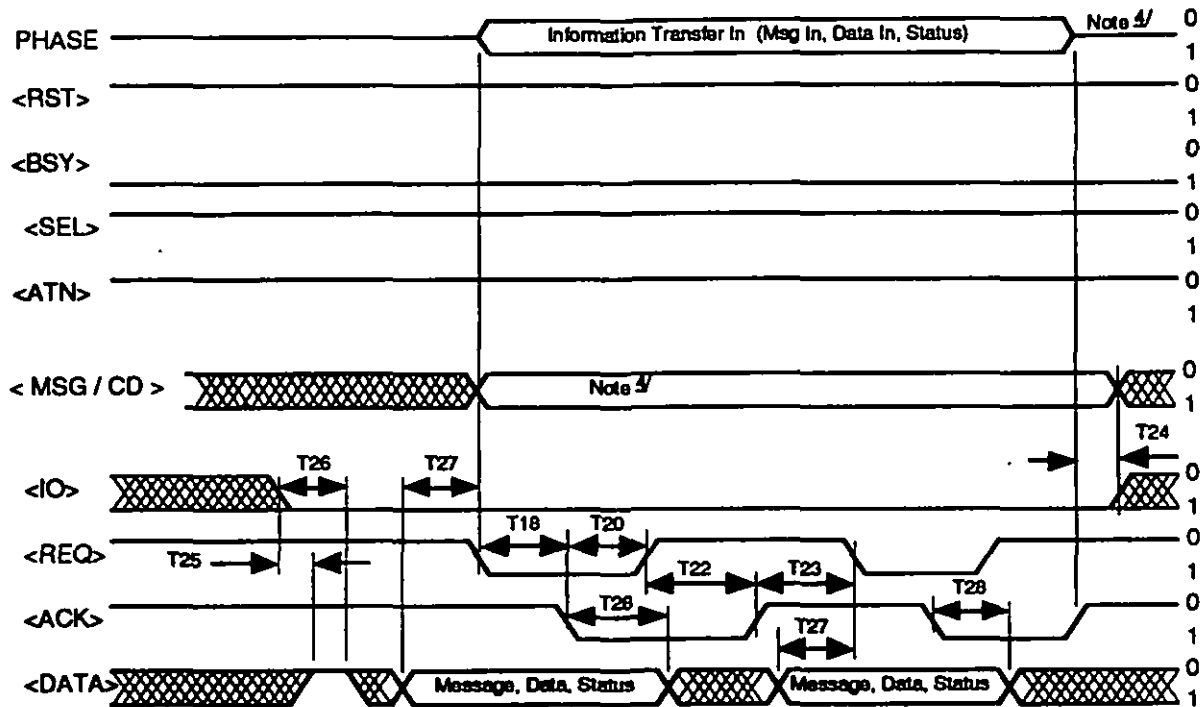 PHASE Information Transfer In (Msg In, Data In, Status) Note 4/ 0
1
<RST> 0
1
<BSY> 0
1
<SEL> 0
1
<ATN> 0
1
< MSG / CD > Note 4/ 0
1
T24
<IO> T26 T27 0
1
<REQ> T25 T18 T20 T22 T23 0
1
<ACK> T28 T27 T28 0
1
<DATA> Message, Data, Status Message, Data, Status 0
1